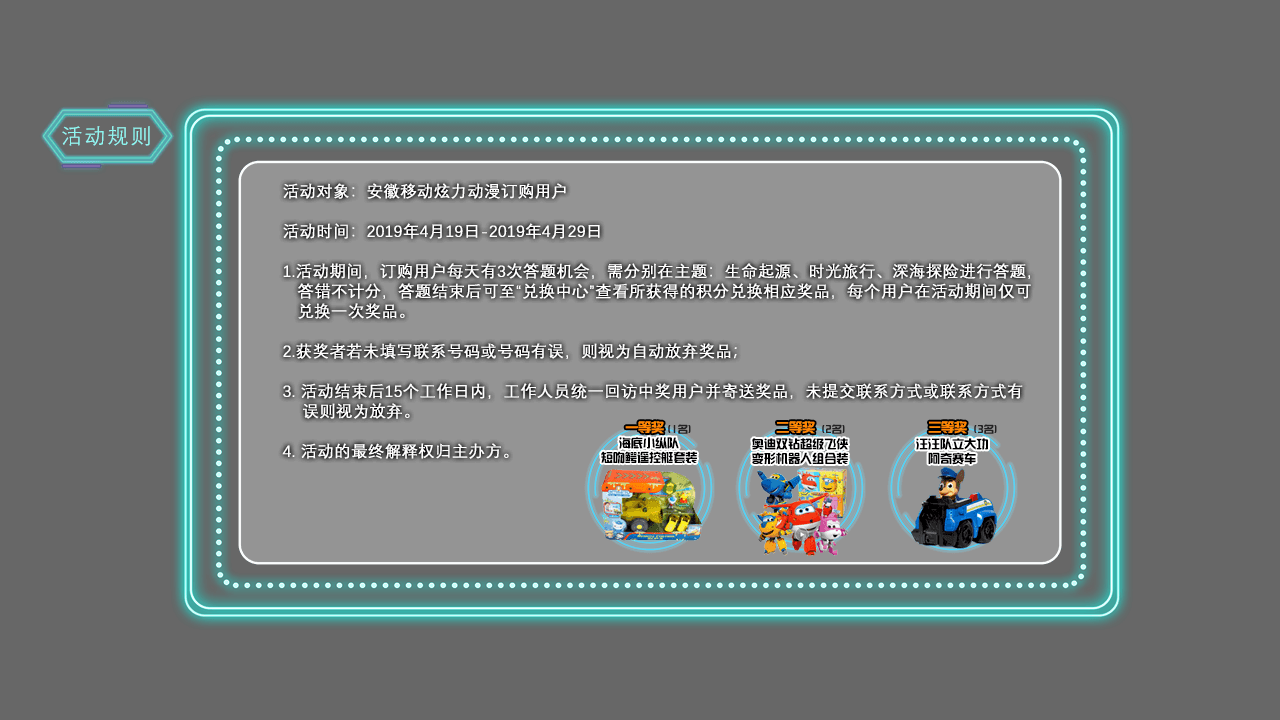 活动规则
活动对象：安徽移动炫力动漫订购用户
活动时间：2019年4月19日-2019年4月29日
1.活动期间，订购用户每天有3次答题机会，需分别在主题：生命起源、时光旅行、深海探险进行答题，
答错不计分，答题结束后可至“兑换中心”查看所获得的积分兑换相应奖品，每个用户在活动期间仅可
兑换一次奖品。
2.获奖者若未填写联系号码或号码有误，则视为自动放弃奖品；
3. 活动结束后15个工作日内，工作人员统一回访中奖用户并寄送奖品，未提交联系方式或联系方式有
误则视为放弃。
4. 活动的最终解释权归主办方。
一等奖(1名)
海底小纵队
短吻鳄遥控艇套装
二等奖(2名)
奥迪双钻超级飞侠
变形机器人组合装
三等奖(3名)
汪汪队立大功
阿奇赛车